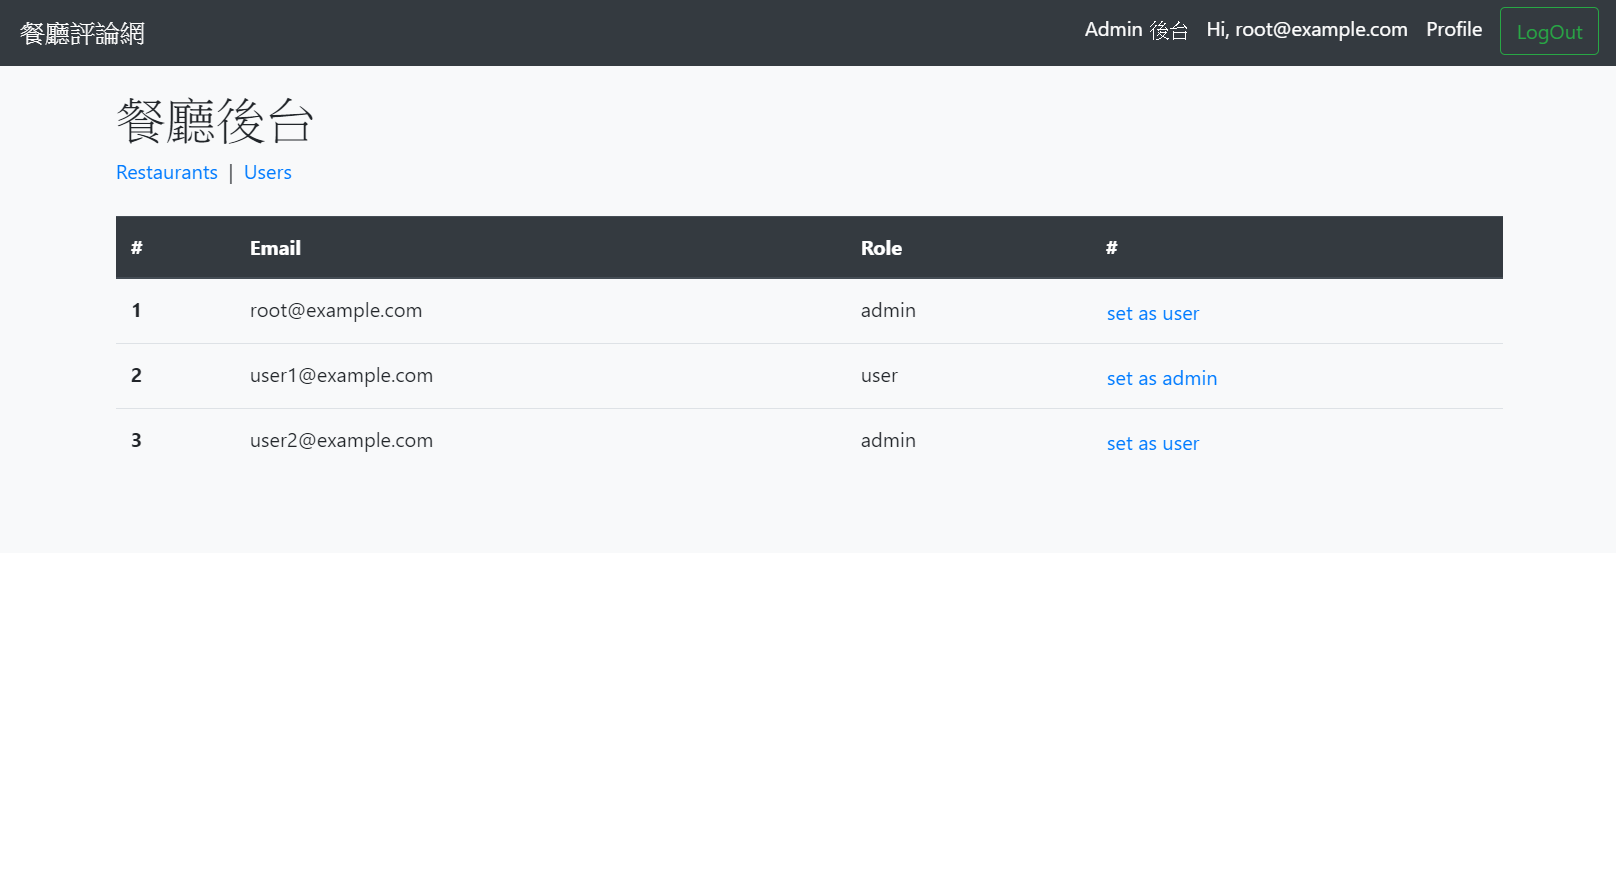 餐廳評論網 Admin 後台 Hi, root@example.com Profile LogOut
餐廳後台
Restaurants | Users
# Email Role #
1 root@example.com admin set as user
2 user1@example.com user set as admin
3 user2@example.com admin set as user